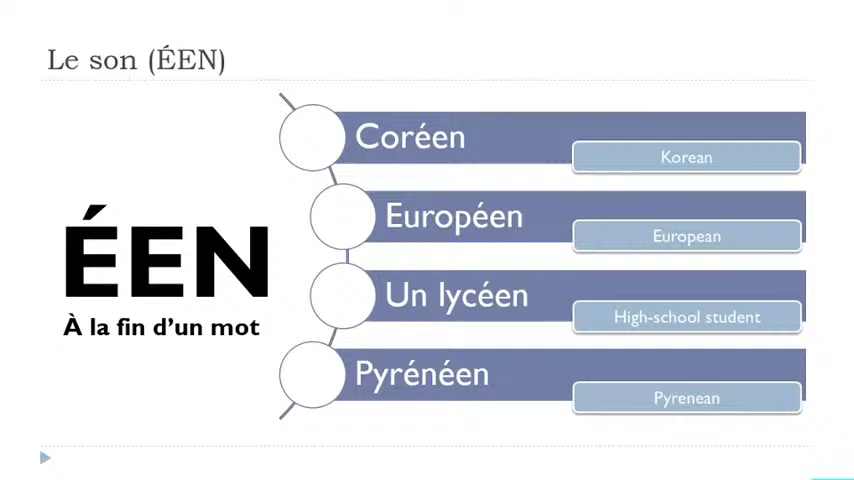 Le son (ÉEN)
ÉEN
À la fin d'un mot
Coréen
Korean
Européen
European
Un lycéen
High-school student
Pyrénéen
Pyrenean